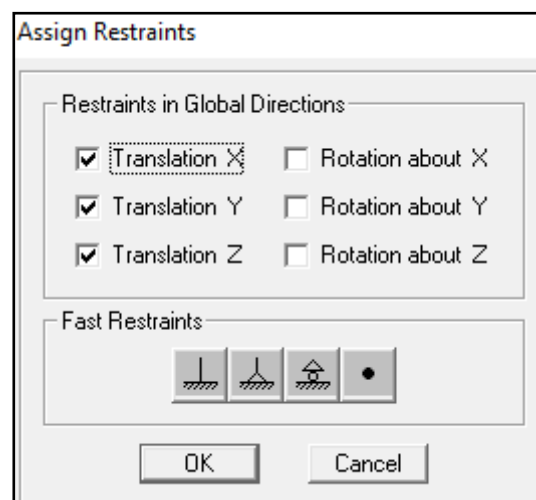 Assign Restraints
Restraints in Global Directions
Translation X Rotation about X
Translation Y Rotation about Y
Translation Z Rotation about Z
Fast Restraints
OK Cancel